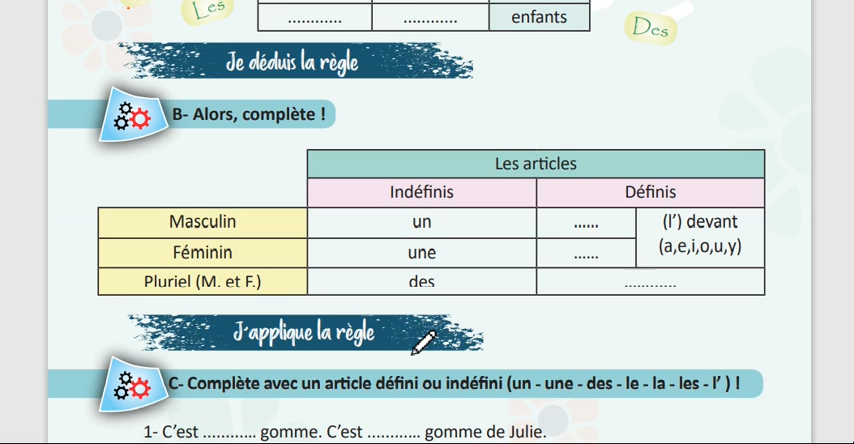 Les
............ ............ enfants
Des
Je déduis la règle
B- Alors, complète !
Les articles
Indéfinis Définis
Masculin un ...... (l’) devant
(a,e,i,o,u,y)
Féminin une ......
Pluriel (M. et F.) des ............
J'applique la règle
C- Complète avec un article défini ou indéfini (un - une - des - le - la - les - l’ ) !
1- C’est ............ gomme. C’est ............ gomme de Julie.